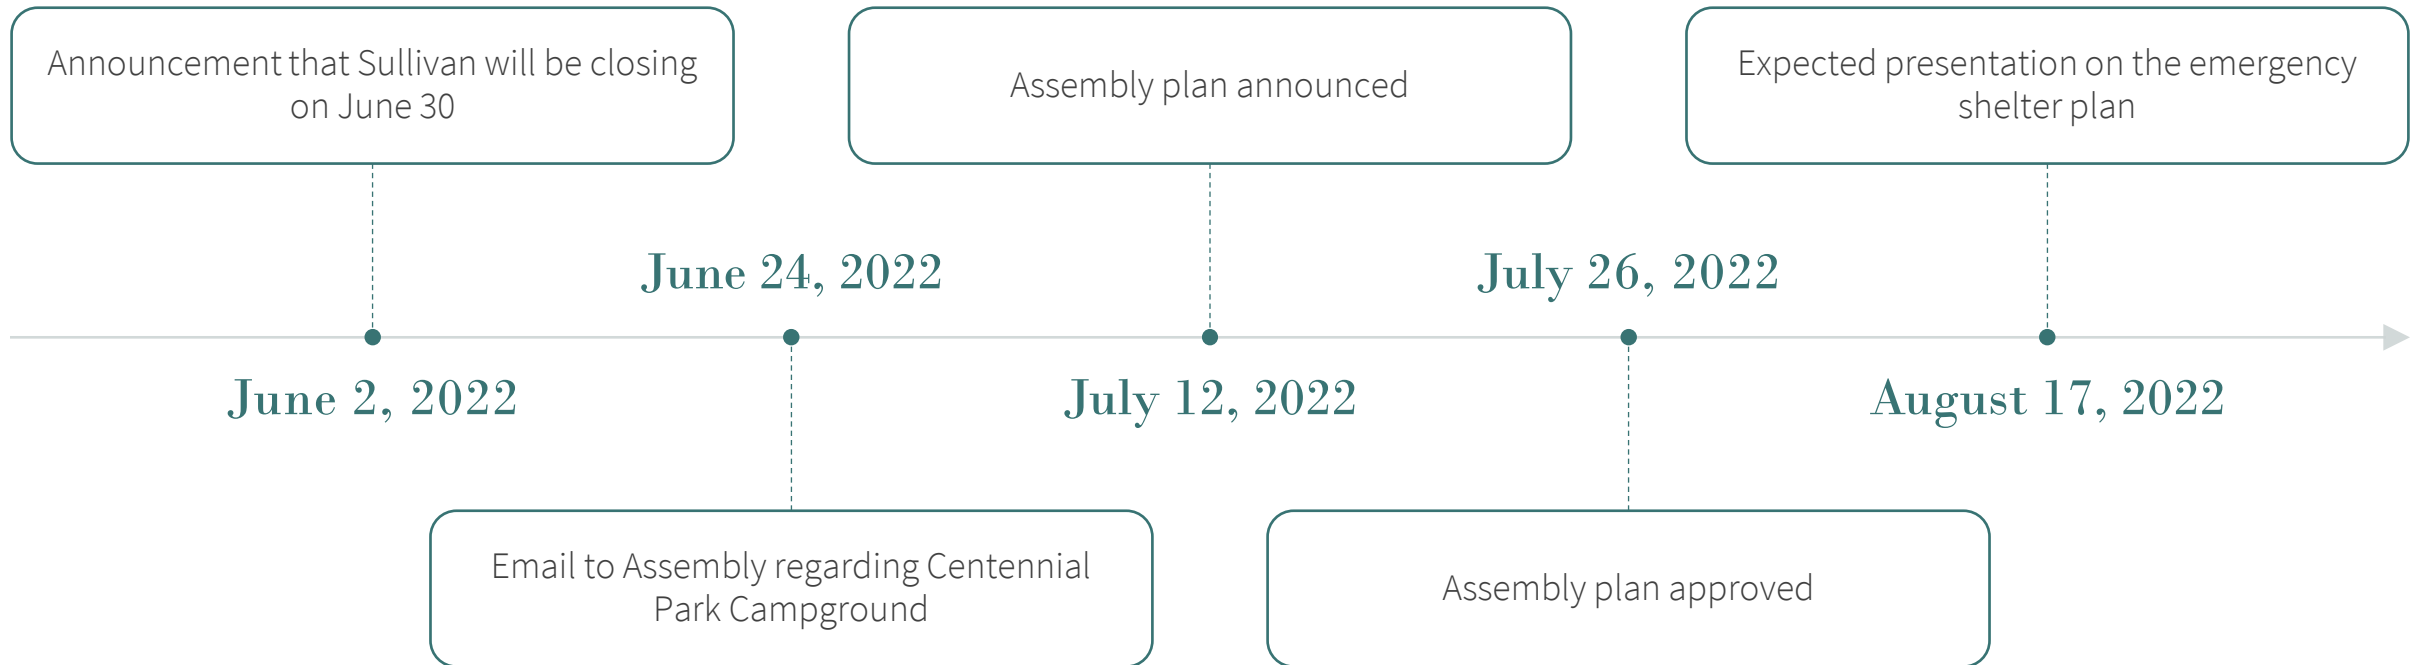 Announcement that Sullivan will be closing
on June 30
Assembly plan announced
Expected presentation on the emergency
shelter plan
June 24, 2022
July 26, 2022
June 2, 2022
July 12, 2022
August 17, 2022
Email to Assembly regarding Centennial
Park Campground
Assembly plan approved